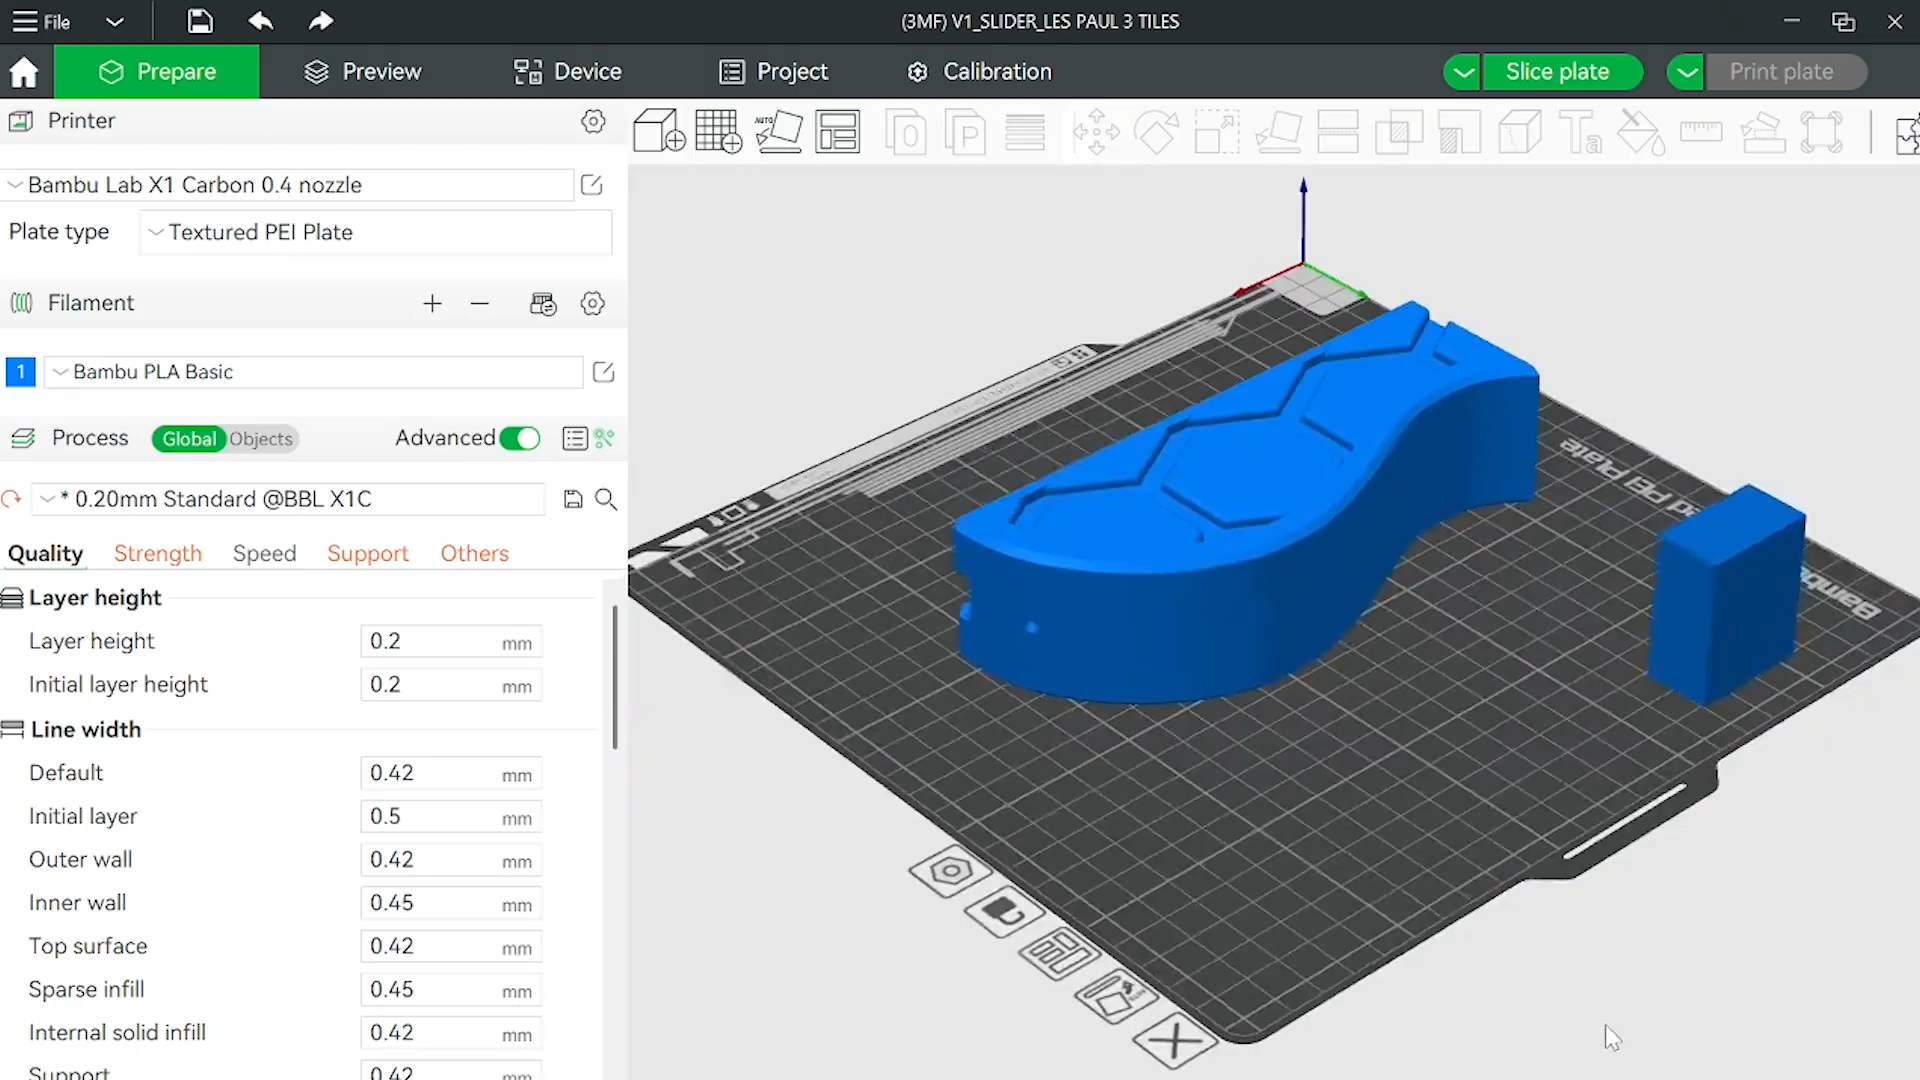 File
(3MF) V1_SLIDER_LES PAUL 3 TILES
Prepare
Preview
Device
Project
Calibration
Slice plate
Print plate
Printer
Bambu Lab X1 Carbon 0.4 nozzle
Plate type
Textured PEI Plate
Filament
1
Bambu PLA Basic
Process
Global
Objects
Advanced
* 0.20mm Standard @BBL X1C
Quality
Strength
Speed
Support
Others
Layer height
Layer height 0.2 mm
Initial layer height 0.2 mm
Line width
Default 0.42 mm
Initial layer 0.5 mm
Outer wall 0.42 mm
Inner wall 0.45 mm
Top surface 0.42 mm
Sparse infill 0.45 mm
Internal solid infill 0.42 mm
Support 0.42 mm
AUTO
O
P
Ta
PEI Plate